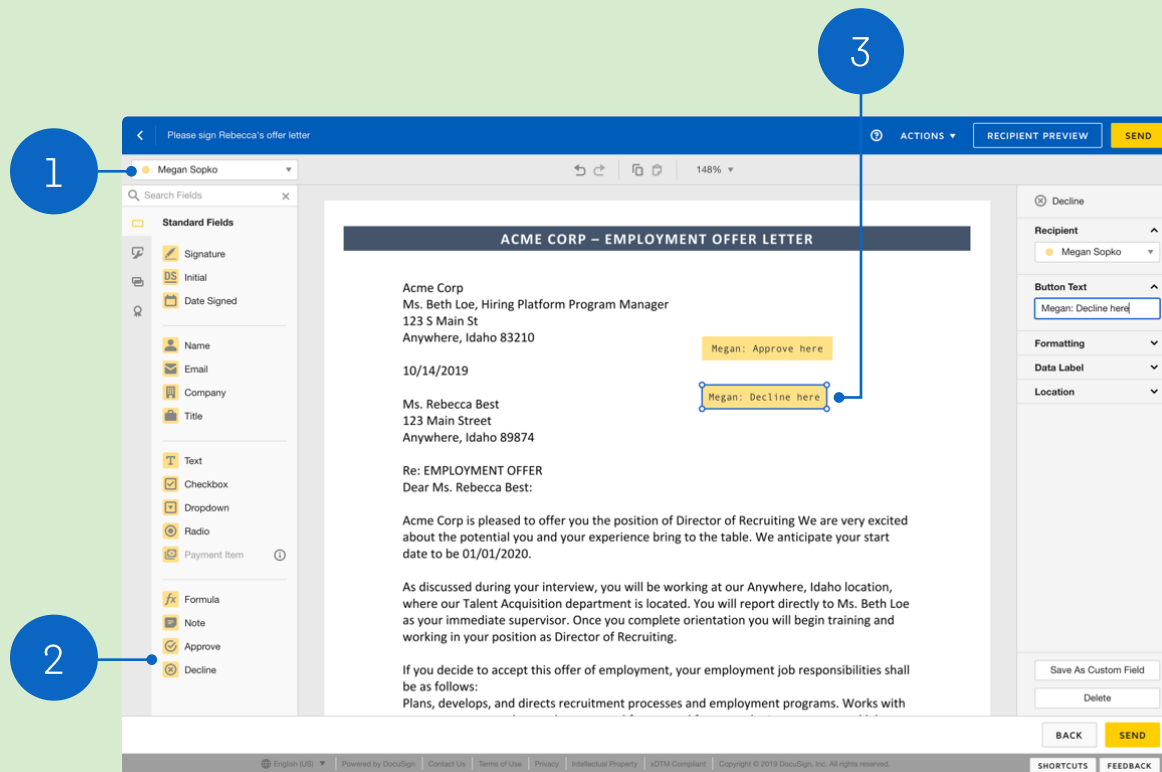 3
1
2
Please sign Rebecca's offer letter
ACTIONS
RECIPIENT PREVIEW
SEND
Megan Sopko
148%
Search Fields
Standard Fields
Signature
DS Initial
Date Signed
Name
Email
Company
Title
T Text
Checkbox
Dropdown
Radio
Payment Item
fx Formula
Note
Approve
Decline
ACME CORP – EMPLOYMENT OFFER LETTER
Acme Corp
Ms. Beth Loe, Hiring Platform Program Manager
123 S Main St
Anywhere, Idaho 83210
Megan: Approve here
10/14/2019
Megan: Decline here
Ms. Rebecca Best
123 Main Street
Anywhere, Idaho 89874
Re: EMPLOYMENT OFFER
Dear Ms. Rebecca Best:
Acme Corp is pleased to offer you the position of Director of Recruiting We are very excited
about the potential you and your experience bring to the table. We anticipate your start
date to be 01/01/2020.
As discussed during your interview, you will be working at our Anywhere, Idaho location,
where our Talent Acquisition department is located. You will report directly to Ms. Beth Loe
as your immediate supervisor. Once you complete orientation you will begin training and
working in your position as Director of Recruiting.
If you decide to accept this offer of employment, your employment job responsibilities shall
be as follows:
Plans, develops, and directs recruitment processes and employment programs. Works with
Decline
Recipient
Megan Sopko
Button Text
Megan: Decline here
Formatting
Data Label
Location
Save As Custom Field
Delete
BACK
SEND
English (US)
Powered by DocuSign
Contact Us
Terms of Use
Privacy
Intellectual Property
xDTM Compliant
Copyright © 2019 DocuSign, Inc. All rights reserved.
SHORTCUTS
FEEDBACK